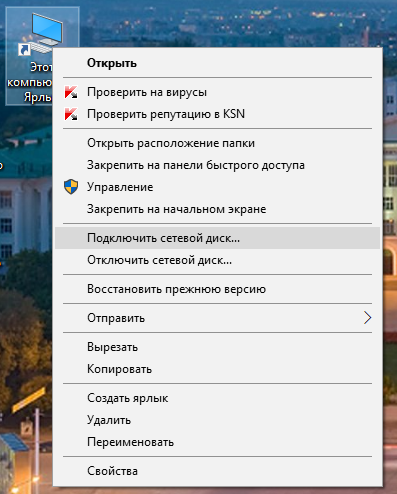 Этот
компью
Ярлы
Открыть
Проверить на вирусы
Проверить репутацию в KSN
Открыть расположение папки
Закрепить на панели быстрого доступа
Управление
Закрепить на начальном экране
Подключить сетевой диск...
Отключить сетевой диск...
Восстановить прежнюю версию
Отправить
Вырезать
Копировать
Создать ярлык
Удалить
Переименовать
Свойства